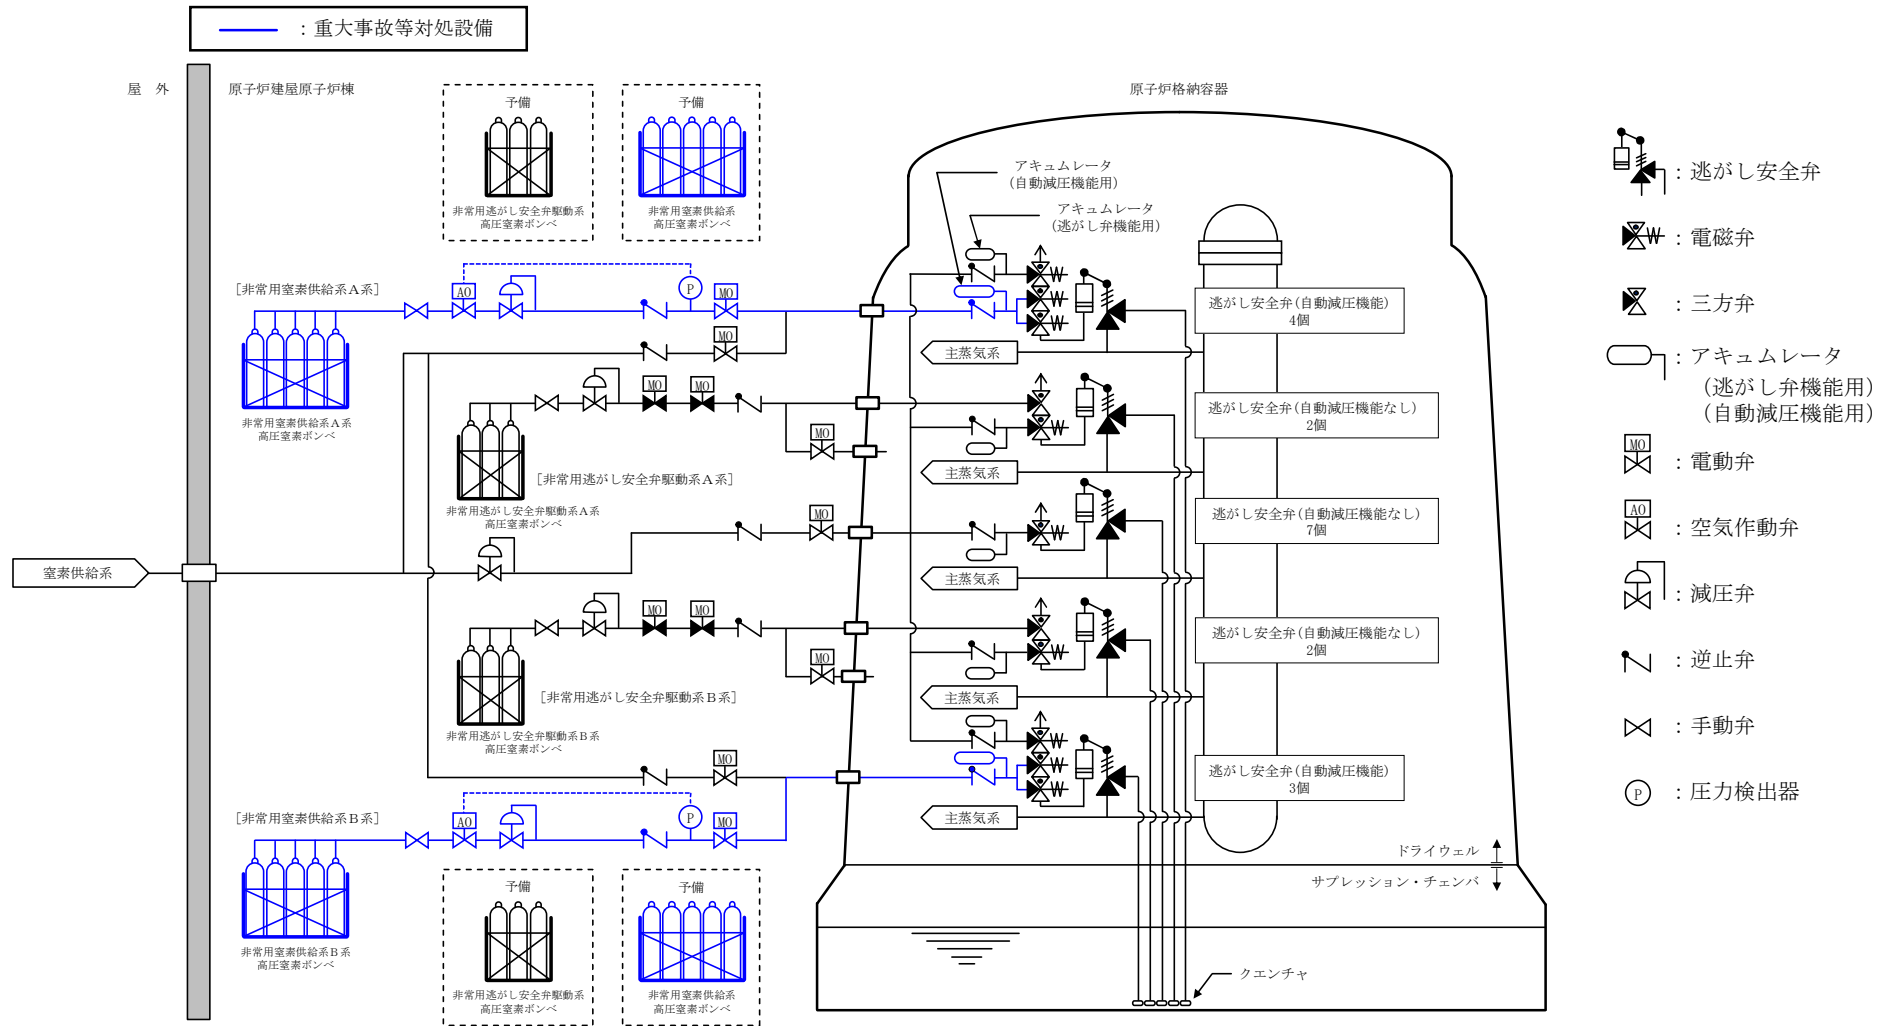 ：重大事故等対処設備
屋　外
原子炉建屋原子炉棟
予備
非常用逃がし安全弁駆動系
高圧窒素ボンベ
予備
非常用窒素供給系
高圧窒素ボンベ
原子炉格納容器
アキュムレータ
(自動減圧機能用)
アキュムレータ
(逃がし弁機能用)
[非常用窒素供給系Ａ系]
AO
P
MO
MO
非常用窒素供給系Ａ系
高圧窒素ボンベ
逃がし安全弁(自動減圧機能)
4個
主蒸気系
MO
MO
MO
[非常用逃がし安全弁駆動系Ａ系]
非常用逃がし安全弁駆動系Ａ系
高圧窒素ボンベ
逃がし安全弁(自動減圧機能なし)
2個
主蒸気系
窒素供給系
MO
逃がし安全弁(自動減圧機能なし)
7個
主蒸気系
MO
MO
MO
[非常用逃がし安全弁駆動系Ｂ系]
非常用逃がし安全弁駆動系Ｂ系
高圧窒素ボンベ
逃がし安全弁(自動減圧機能なし)
2個
主蒸気系
MO
[非常用窒素供給系Ｂ系]
AO
P
MO
非常用窒素供給系Ｂ系
高圧窒素ボンベ
逃がし安全弁(自動減圧機能)
3個
主蒸気系
ドライウェル
サプレッション・チェンバ
クエンチャ
予備
非常用逃がし安全弁駆動系
高圧窒素ボンベ
予備
非常用窒素供給系
高圧窒素ボンベ
：逃がし安全弁
：電磁弁
：三方弁
：アキュムレータ
(逃がし弁機能用)
(自動減圧機能用)
MO
：電動弁
AO
：空気作動弁
：減圧弁
：逆止弁
：手動弁
P
：圧力検出器